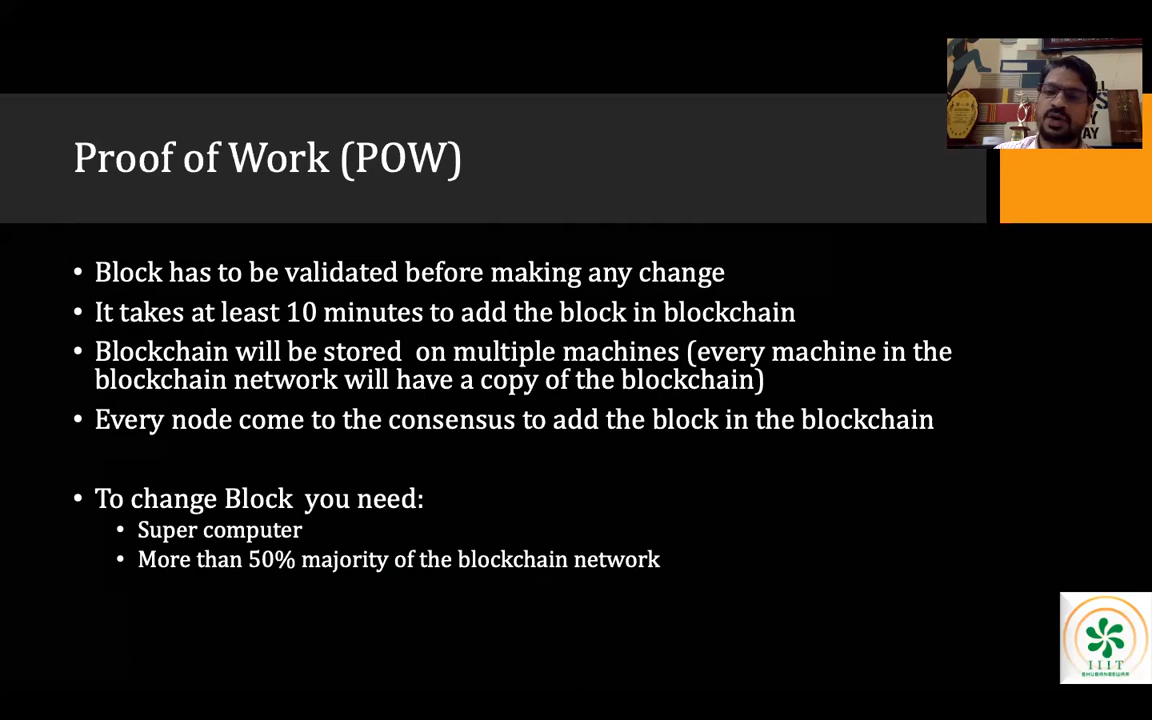 Proof of Work (POW)
• Block has to be validated before making any change
• It takes at least 10 minutes to add the block in blockchain
• Blockchain will be stored  on multiple machines (every machine in the
blockchain network will have a copy of the blockchain)
• Every node come to the consensus to add the block in the blockchain
• To change Block  you need:
• Super computer
• More than 50% majority of the blockchain network
IIIT
BHUBANESWAR